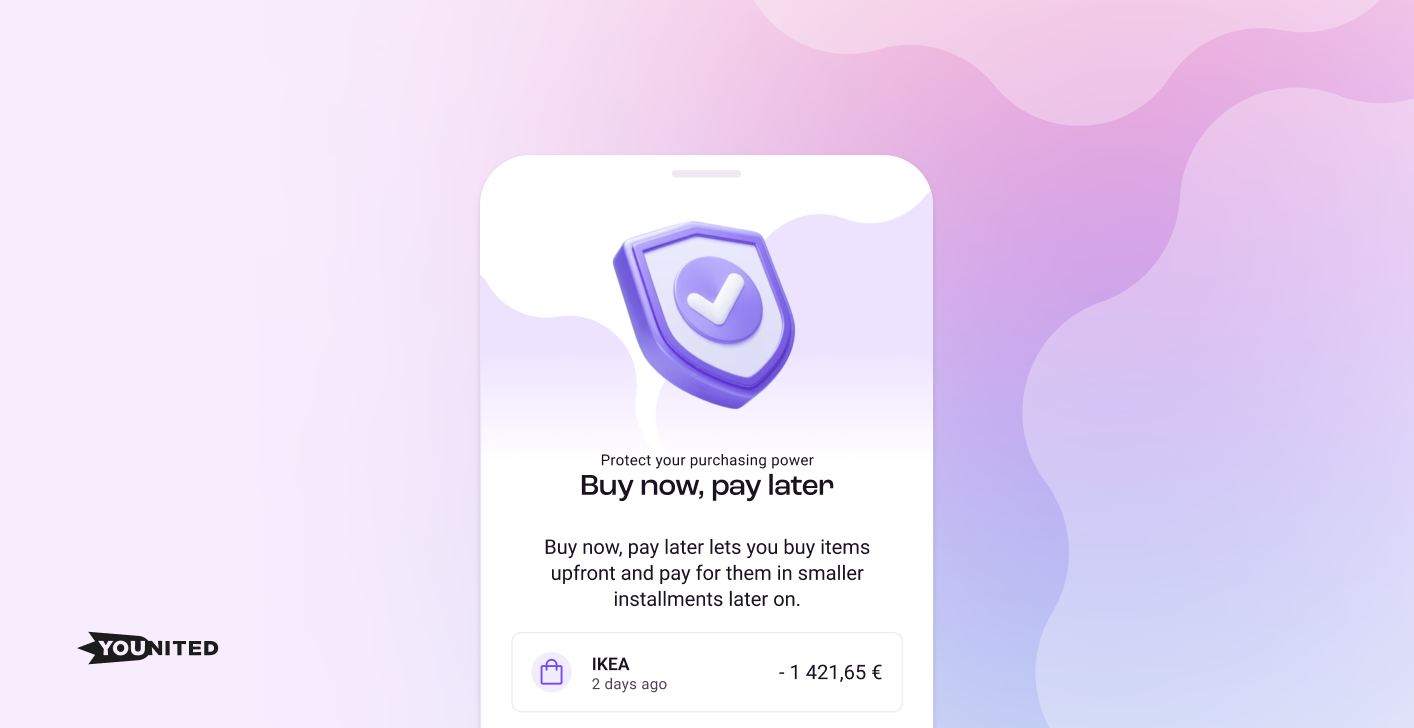 Protect your purchasing power
Buy now, pay later
Buy now, pay later lets you buy items
upfront and pay for them in smaller
installments later on.
IKEA
2 days ago
- 1 421,65 €
YOUNITED